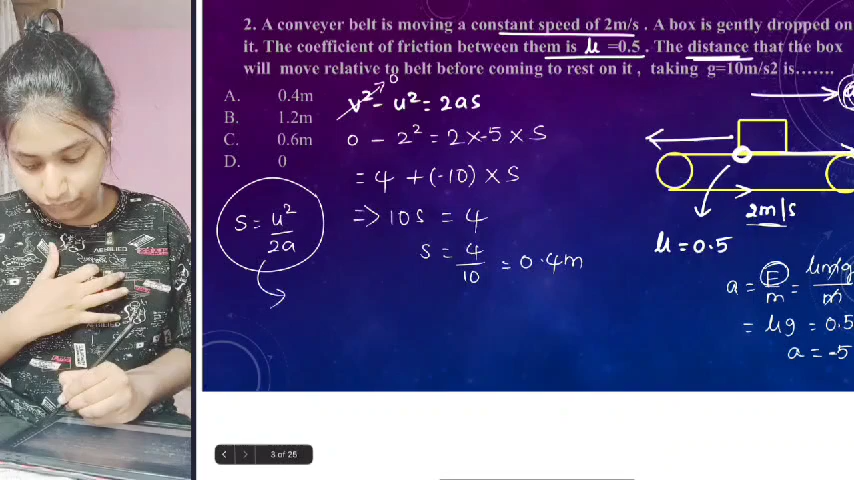 2. A conveyer belt is moving a constant speed of 2m/s . A box is gently dropped on
it. The coefficient of friction between them is μ =0.5 . The distance that the box
will move relative to belt before coming to rest on it , taking g=10m/s2 is…….
A. 0.4m
B. 1.2m
C. 0.6m
D. 0
v² - u² = 2as
0
0 - 2² = 2 x -5 x S
= 4 + (-10) x S
=> 10S = 4
S = 4/10 = 0.4m
S = u²/2a
2m/s
μ = 0.5
a = F/m = μmg/m
= μg = 0.5
a = -5
3 of 25